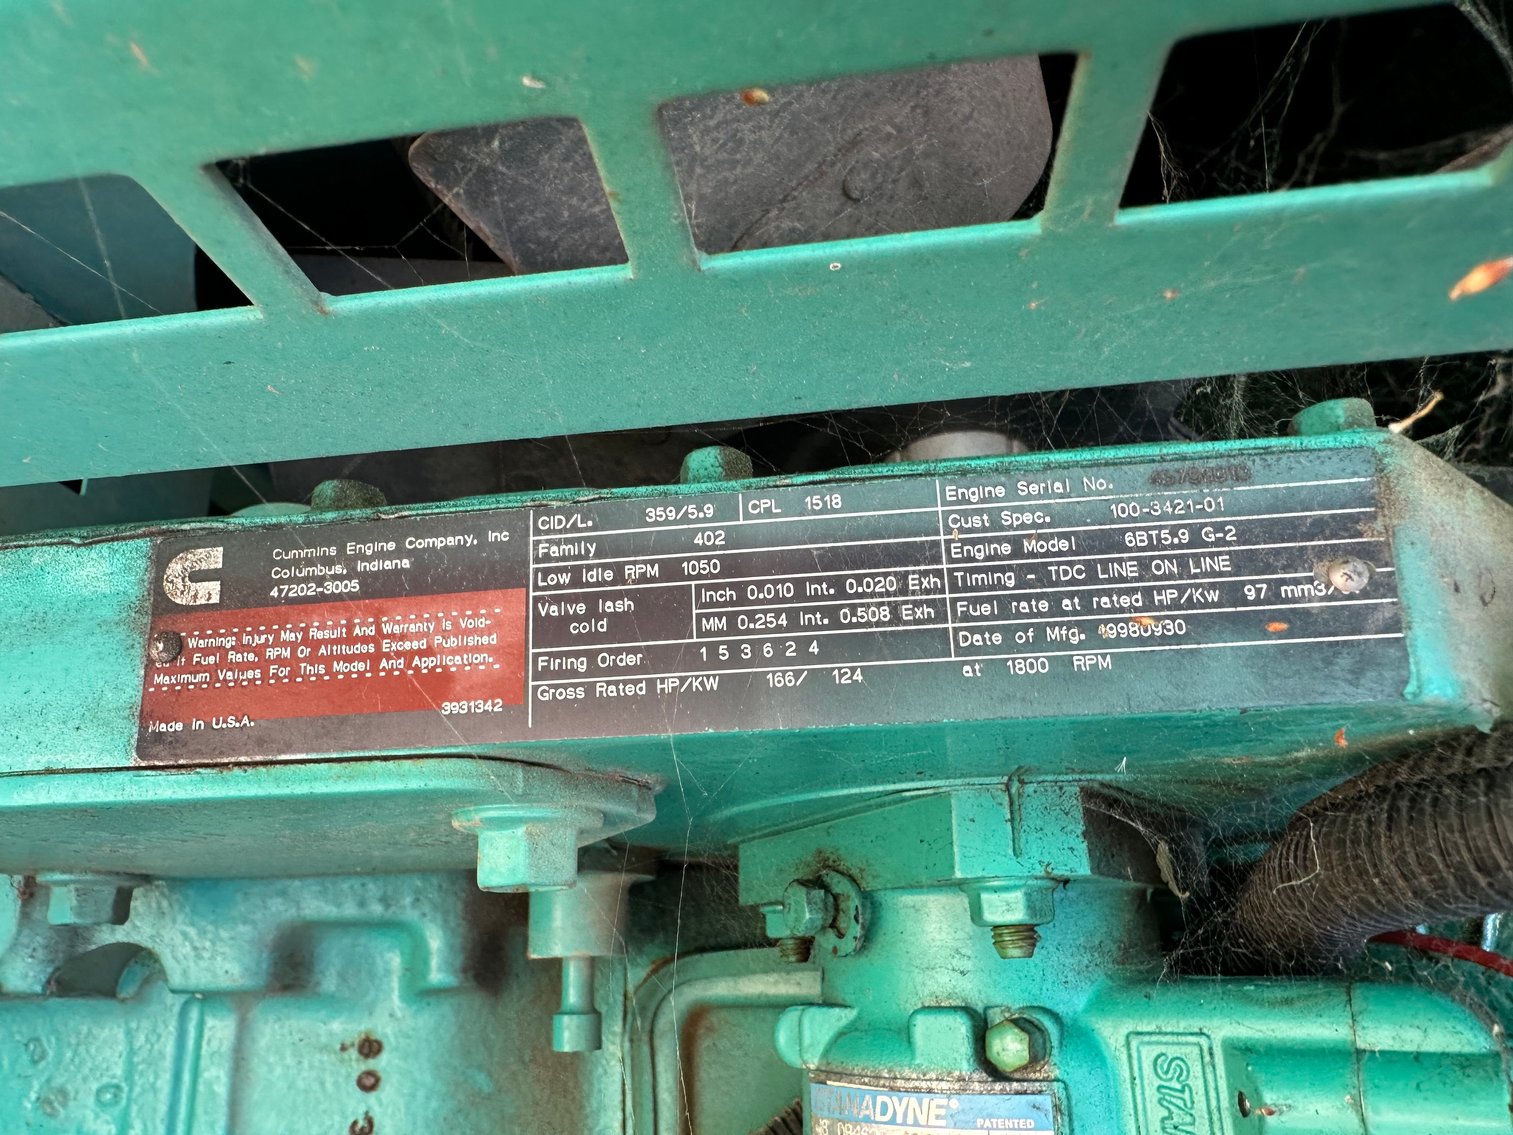 Cummins Engine Company, Inc
Columbus, Indiana
47202-3005
Warning: Injury May Result And Warranty Is Void-
ed If Fuel Rate, RPM Or Altitudes Exceed Published
Maximum Values For This Model And Application.
3931342
Made In U.S.A.
CID/L. 359/5.9 CPL 1518
Family 402
Low Idle RPM 1050
Valve lash cold
Inch 0.010 Int. 0.020 Exh
MM 0.254 Int. 0.508 Exh
Firing Order 1 5 3 6 2 4
Gross Rated HP/KW 166/ 124 at 1800 RPM
Engine Serial No.
Cust Spec. 100-3421-01
Engine Model 6BT5.9 G-2
Timing - TDC LINE ON LINE
Fuel rate at rated HP/Kw 97 mm3/
Date of Mfg. 19980930
STANADYNE
PATENTED
STAN